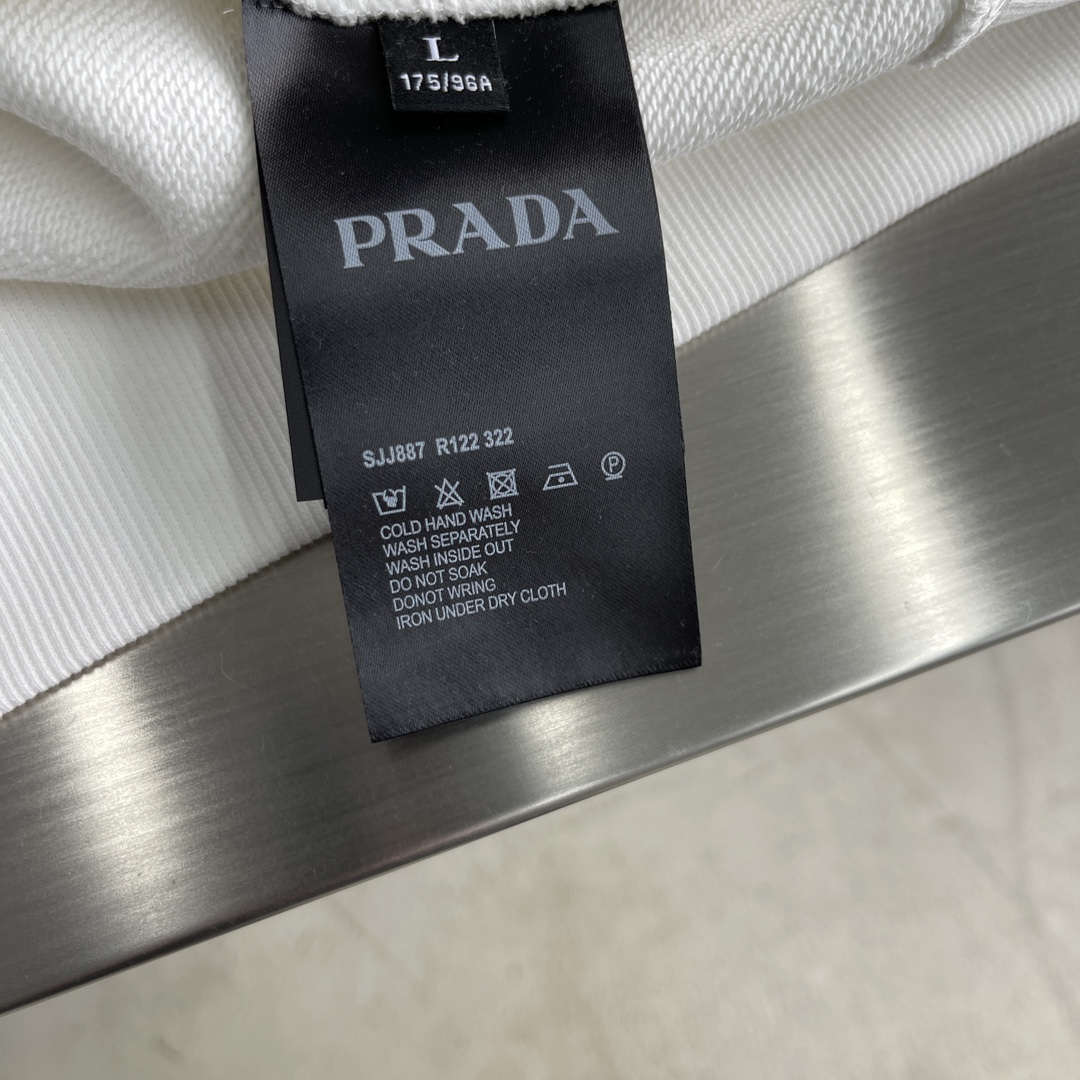 L
175/96A
PRADA
SJJ887 R122 322
P
COLD HAND WASH
WASH SEPARATELY
WASH INSIDE OUT
DO NOT SOAK
DONOT WRING
IRON UNDER DRY CLOTH